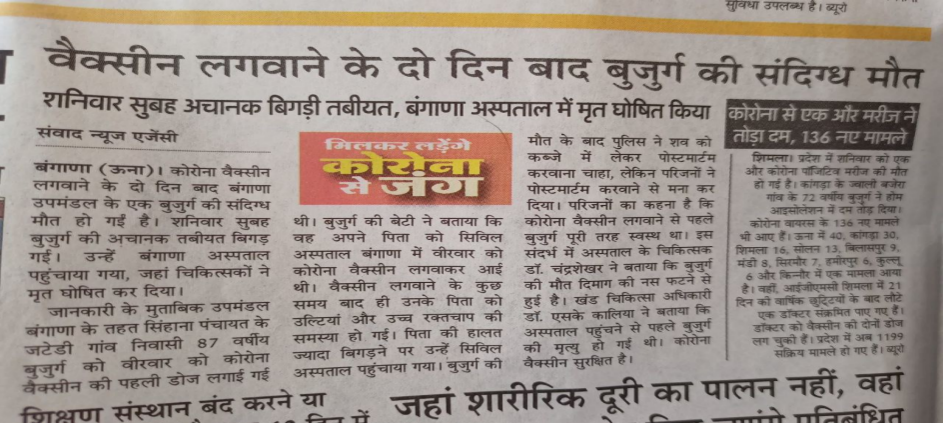 सुविधा उपलब्ध है। ब्यूरो
वैक्सीन लगवाने के दो दिन बाद बुजुर्ग की संदिग्ध मौत
शनिवार सुबह अचानक बिगड़ी तबीयत, बंगाणा अस्पताल में मृत घोषित किया
संवाद न्यूज एजेंसी
बंगाणा (ऊना)। कोरोना वैक्सीन
लगवाने के दो दिन बाद बंगाणा
उपमंडल के एक बुजुर्ग की संदिग्ध
मौत हो गई है। शनिवार सुबह
बुजुर्ग की अचानक तबीयत बिगड़
गई। उन्हें बंगाणा अस्पताल
पहुंचाया गया, जहां चिकित्सकों ने
मृत घोषित कर दिया।
जानकारी के मुताबिक उपमंडल
बंगाणा के तहत सिंहाना पंचायत के
जटेडी गांव निवासी 87 वर्षीय
बुजुर्ग को वीरवार को कोरोना
वैक्सीन की पहली डोज लगाई गई
मिलकर लड़ेंगे
कोरोना
से जंग
थी। बुजुर्ग की बेटी ने बताया कि
वह अपने पिता को सिविल
अस्पताल बंगाणा में वीरवार को
कोरोना वैक्सीन लगवाकर आई
थी। वैक्सीन लगवाने के कुछ
समय बाद ही उनके पिता को
उल्टियां और उच्च रक्तचाप की
समस्या हो गई। पिता की हालत
ज्यादा बिगड़ने पर उन्हें सिविल
अस्पताल पहुंचाया गया। बुजुर्ग की
मौत के बाद पुलिस ने शव को
कब्जे में लेकर पोस्टमार्टम
करवाना चाहा, लेकिन परिजनों ने
पोस्टमार्टम करवाने से मना कर
दिया। परिजनों का कहना है कि
कोरोना वैक्सीन लगवाने से पहले
बुजुर्ग पूरी तरह स्वस्थ था। इस
संदर्भ में अस्पताल के चिकित्सक
डॉ. चंद्रशेखर ने बताया कि बुजुर्ग
की मौत दिमाग की नस फटने से
हुई है। खंड चिकित्सा अधिकारी
डॉ. एसके कालिया ने बताया कि
अस्पताल पहुंचने से पहले बुजुर्ग
की मृत्यु हो गई थी। कोरोना
वैक्सीन सुरक्षित है।
कोरोना से एक और मरीज ने
तोड़ा दम, 136 नए मामले
शिमला। प्रदेश में शनिवार को एक
और कोरोना पॉजिटिव मरीज की मौत
हो गई है। कांगड़ा के ज्वाली बजेरा
गांव के 72 वर्षीय बुजुर्ग ने होम
आइसोलेशन में दम तोड़ दिया।
कोरोना वायरस के 136 नए मामले
भी आए हैं। ऊना में 40, कांगड़ा 30,
शिमला 16, सोलन 13, बिलासपुर 9,
मंडी 8, सिरमौर 7, हमीरपुर 6, कुल्लू
6 और किन्नौर में एक मामला आया
है। वहीं, आईजीएमसी शिमला में 21
दिन की वार्षिक छुट्टियों के बाद लौटे
एक डॉक्टर संक्रमित पाए गए हैं।
डॉक्टर को वैक्सीन की दोनों डोज
लग चुकी हैं। प्रदेश में अब 1199
सक्रिय मामले हो गए हैं। ब्यूरो
शिक्षण संस्थान बंद करने या
जहां शारीरिक दूरी का पालन नहीं, वहां